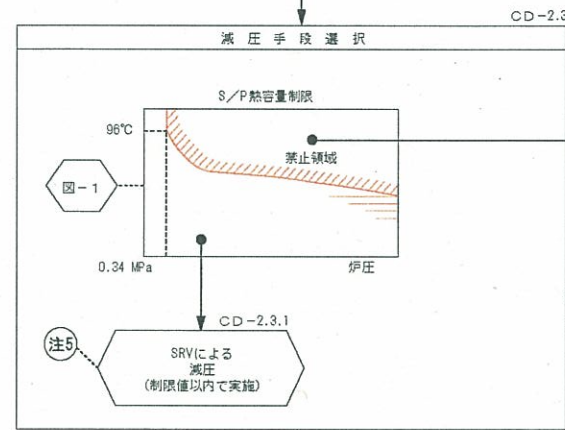 CD-2.3
減圧手段選択
S/P熱容量制限
96℃
禁止領域
図-1
0.34 MPa
炉圧
CD-2.3.1
注5
SRVによる
減圧
(制限値以内で実施)